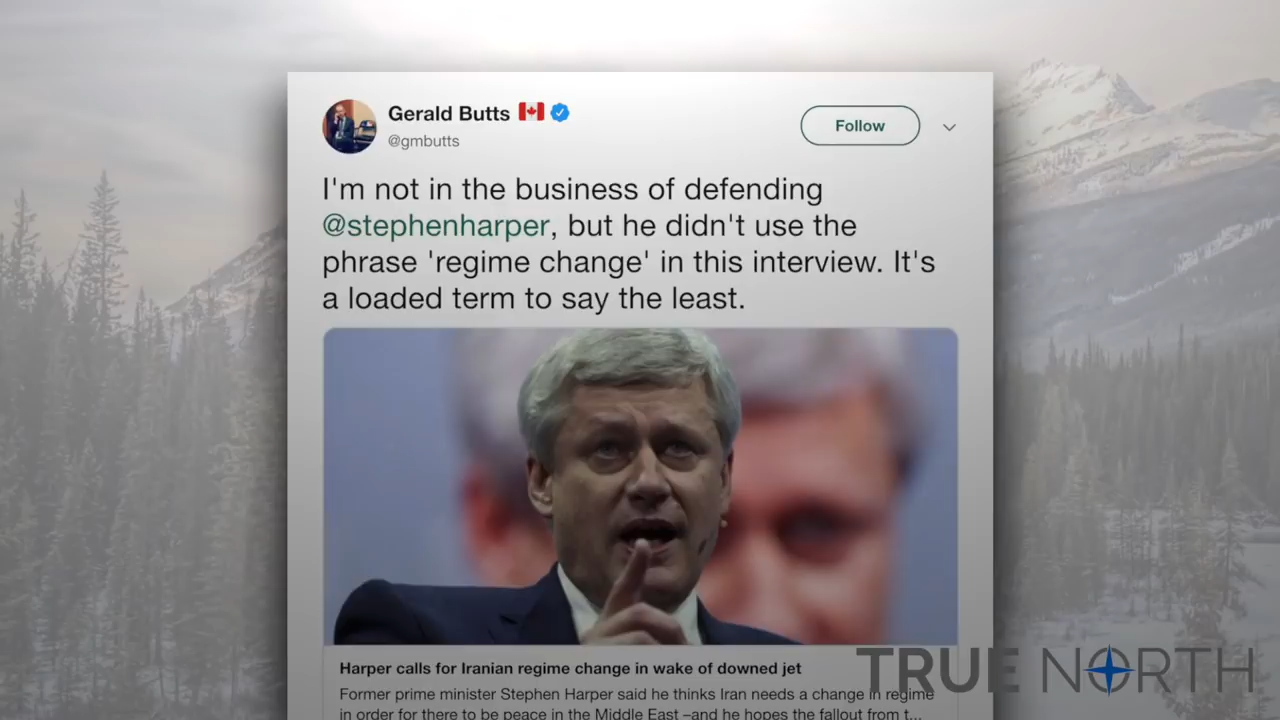 Gerald Butts
@gmbutts
Follow
I'm not in the business of defending
@stephenharper, but he didn't use the
phrase 'regime change' in this interview. It's
a loaded term to say the least.
Harper calls for Iranian regime change in wake of downed jet
Former prime minister Stephen Harper said he thinks Iran needs a change in regime
in order for there to be peace in the Middle East –and he hopes the fallout from t...
TRUE NORTH